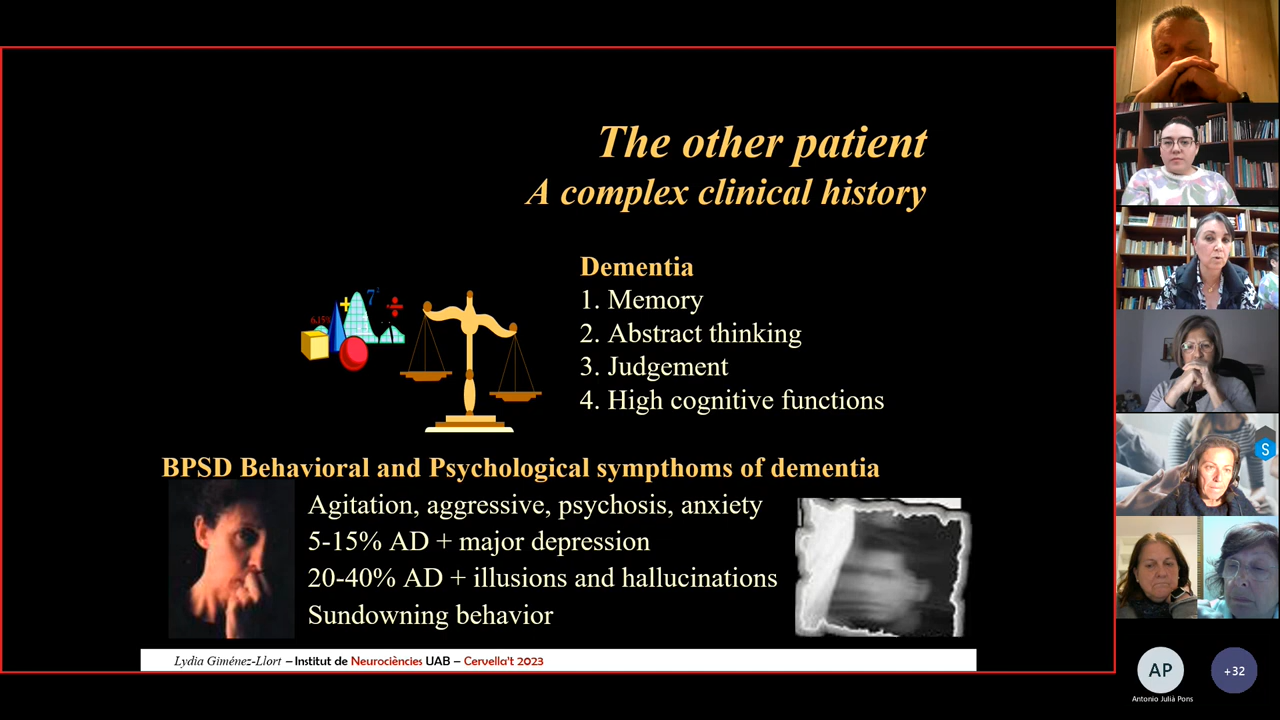 The other patient
A complex clinical history
Dementia
1. Memory
2. Abstract thinking
3. Judgement
4. High cognitive functions
BPSD Behavioral and Psychological sympthoms of dementia
Agitation, aggressive, psychosis, anxiety
5-15% AD + major depression
20-40% AD + illusions and hallucinations
Sundowning behavior
Lydia Giménez-Llort – Institut de Neurociències UAB – Cervella't 2023
S
AP
+32
Antonio Julià Pons